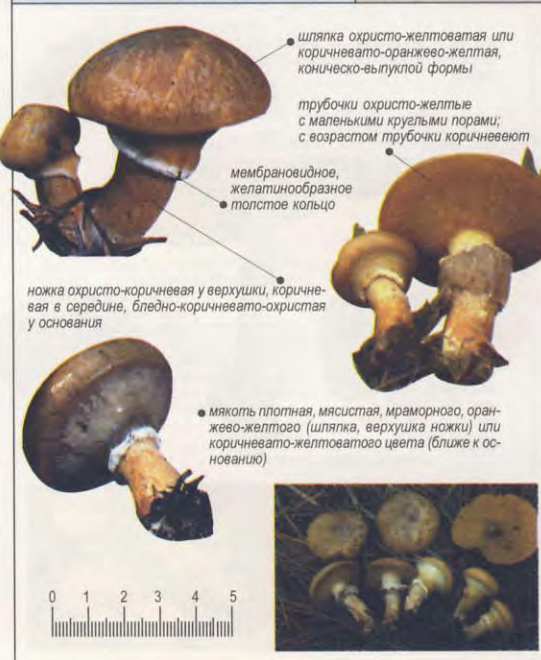 шляпка охристо-желтоватая или
коричневато-оранжево-желтая,
коническо-выпуклой формы
трубочки охристо-желтые
с маленькими круглыми порами;
с возрастом трубочки коричневеют
мембрановидное,
желатинообразное
толстое кольцо
ножка охристо-коричневая у верхушки, коричне-
вая в середине, бледно-коричневато-охристая
у основания
мякоть плотная, мясистая, мраморного, оран-
жево-желтого (шляпка, верхушка ножки) или
коричневато-желтоватого цвета (ближе к ос-
нованию)
0 1 2 3 4 5